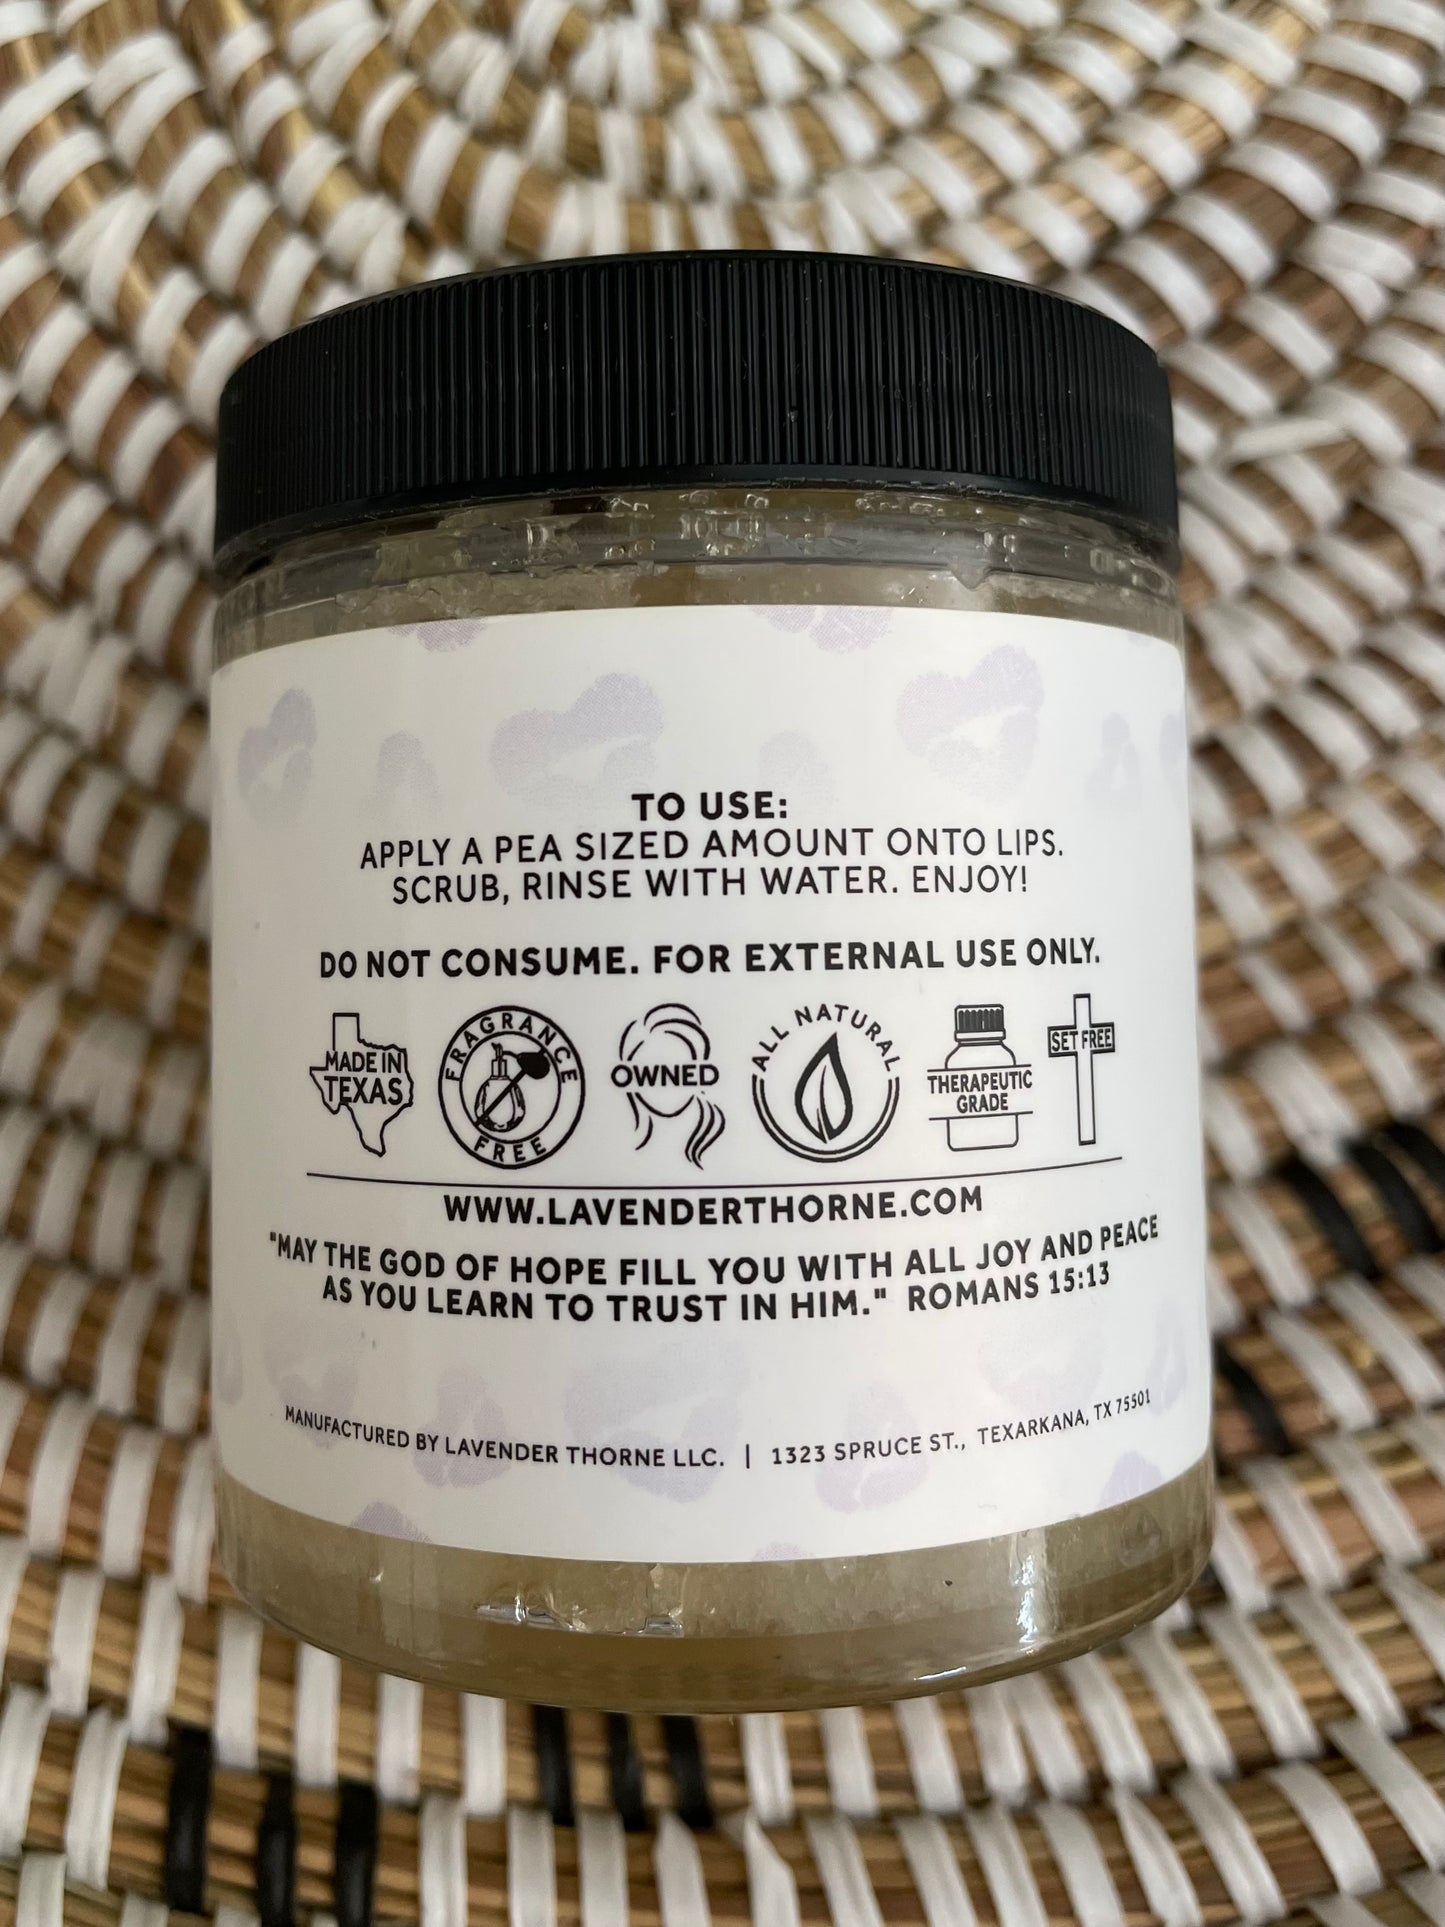 TO USE:
APPLY A PEA SIZED AMOUNT ONTO LIPS.
SCRUB, RINSE WITH WATER. ENJOY!
DO NOT CONSUME. FOR EXTERNAL USE ONLY.
MADE IN
TEXAS
FRAGRANCE
FREE
OWNED
ALL NATURAL
THERAPEUTIC
GRADE
SET FREE
WWW.LAVENDERTHORNE.COM
"MAY THE GOD OF HOPE FILL YOU WITH ALL JOY AND PEACE
AS YOU LEARN TO TRUST IN HIM." ROMANS 15:13
MANUFACTURED BY LAVENDER THORNE LLC. | 1323 SPRUCE ST., TEXARKANA, TX 75501